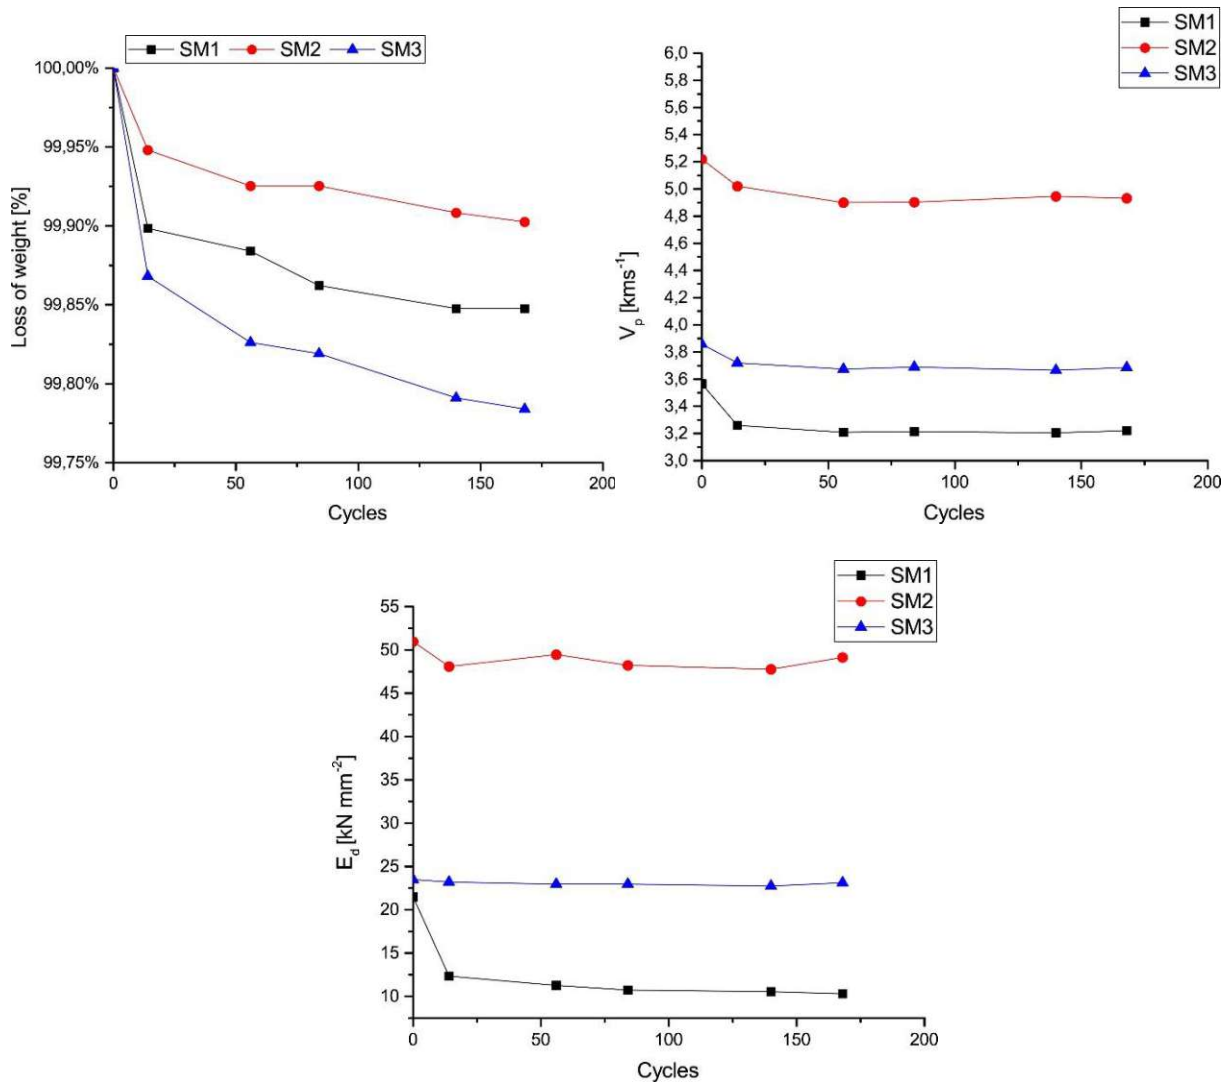 SM1 SM2 SM3
100,00%
99,95%
99,90%
99,85%
99,80%
99,75%
Loss of weight [%]
0 50 100 150 200
Cycles
SM1
SM2
SM3
6,0
5,8
5,6
5,4
5,2
5,0
4,8
4,6
4,4
4,2
4,0
3,8
3,6
3,4
3,2
3,0
V_p [kms^-1]
0 50 100 150 200
Cycles
SM1
SM2
SM3
55
50
45
40
35
30
25
20
15
10
E_d [kN mm^-2]
0 50 100 150 200
Cycles